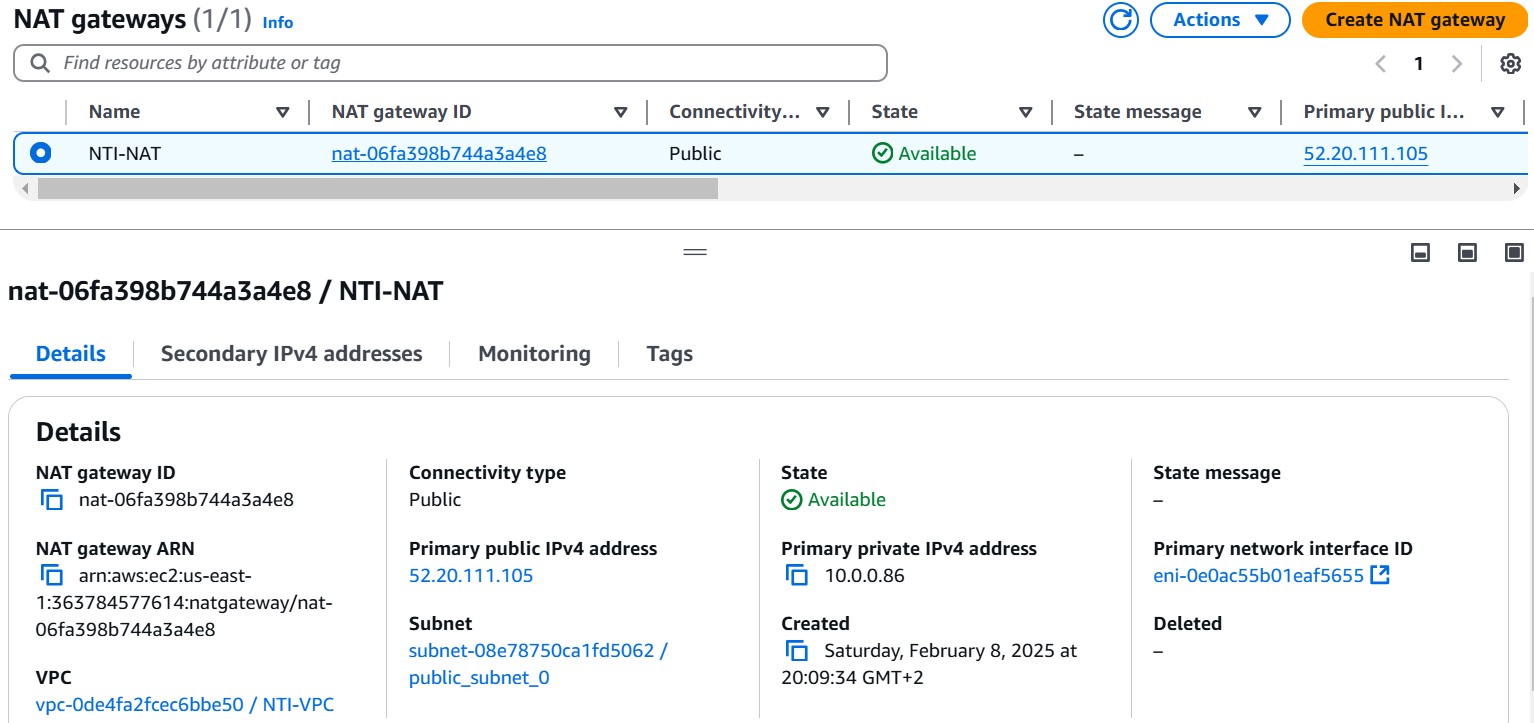 NAT gateways (1/1) Info
Actions
Create NAT gateway
Find resources by attribute or tag
1
Name NAT gateway ID Connectivity... State State message Primary public I...
NTI-NAT nat-06fa398b744a3a4e8 Public Available – 52.20.111.105
nat-06fa398b744a3a4e8 / NTI-NAT
Details Secondary IPv4 addresses Monitoring Tags
Details
NAT gateway ID
nat-06fa398b744a3a4e8
NAT gateway ARN
arn:aws:ec2:us-east-
1:363784577614:natgateway/nat-
06fa398b744a3a4e8
VPC
vpc-0de4fa2fcec6bbe50 / NTI-VPC
Connectivity type
Public
Primary public IPv4 address
52.20.111.105
Subnet
subnet-08e78750ca1fd5062 /
public_subnet_0
State
Available
Primary private IPv4 address
10.0.0.86
Created
Saturday, February 8, 2025 at
20:09:34 GMT+2
State message
–
Primary network interface ID
eni-0e0ac55b01eaf5655
Deleted
–